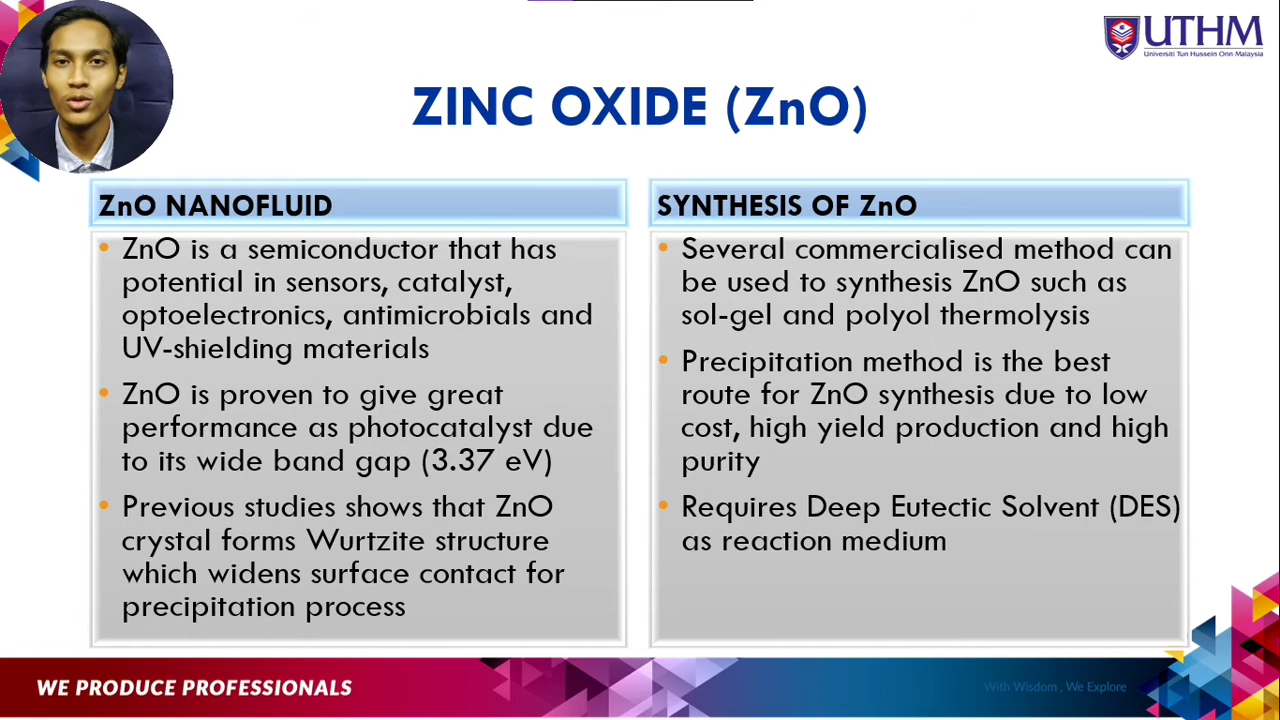 UTHM
Universiti Tun Hussein Onn Malaysia
ZINC OXIDE (ZnO)
ZnO NANOFLUID
• ZnO is a semiconductor that has
potential in sensors, catalyst,
optoelectronics, antimicrobials and
UV-shielding materials
• ZnO is proven to give great
performance as photocatalyst due
to its wide band gap (3.37 eV)
• Previous studies shows that ZnO
crystal forms Wurtzite structure
which widens surface contact for
precipitation process
SYNTHESIS OF ZnO
• Several commercialised method can
be used to synthesis ZnO such as
sol-gel and polyol thermolysis
• Precipitation method is the best
route for ZnO synthesis due to low
cost, high yield production and high
purity
• Requires Deep Eutectic Solvent (DES)
as reaction medium
WE PRODUCE PROFESSIONALS
With Wisdom , We Explore